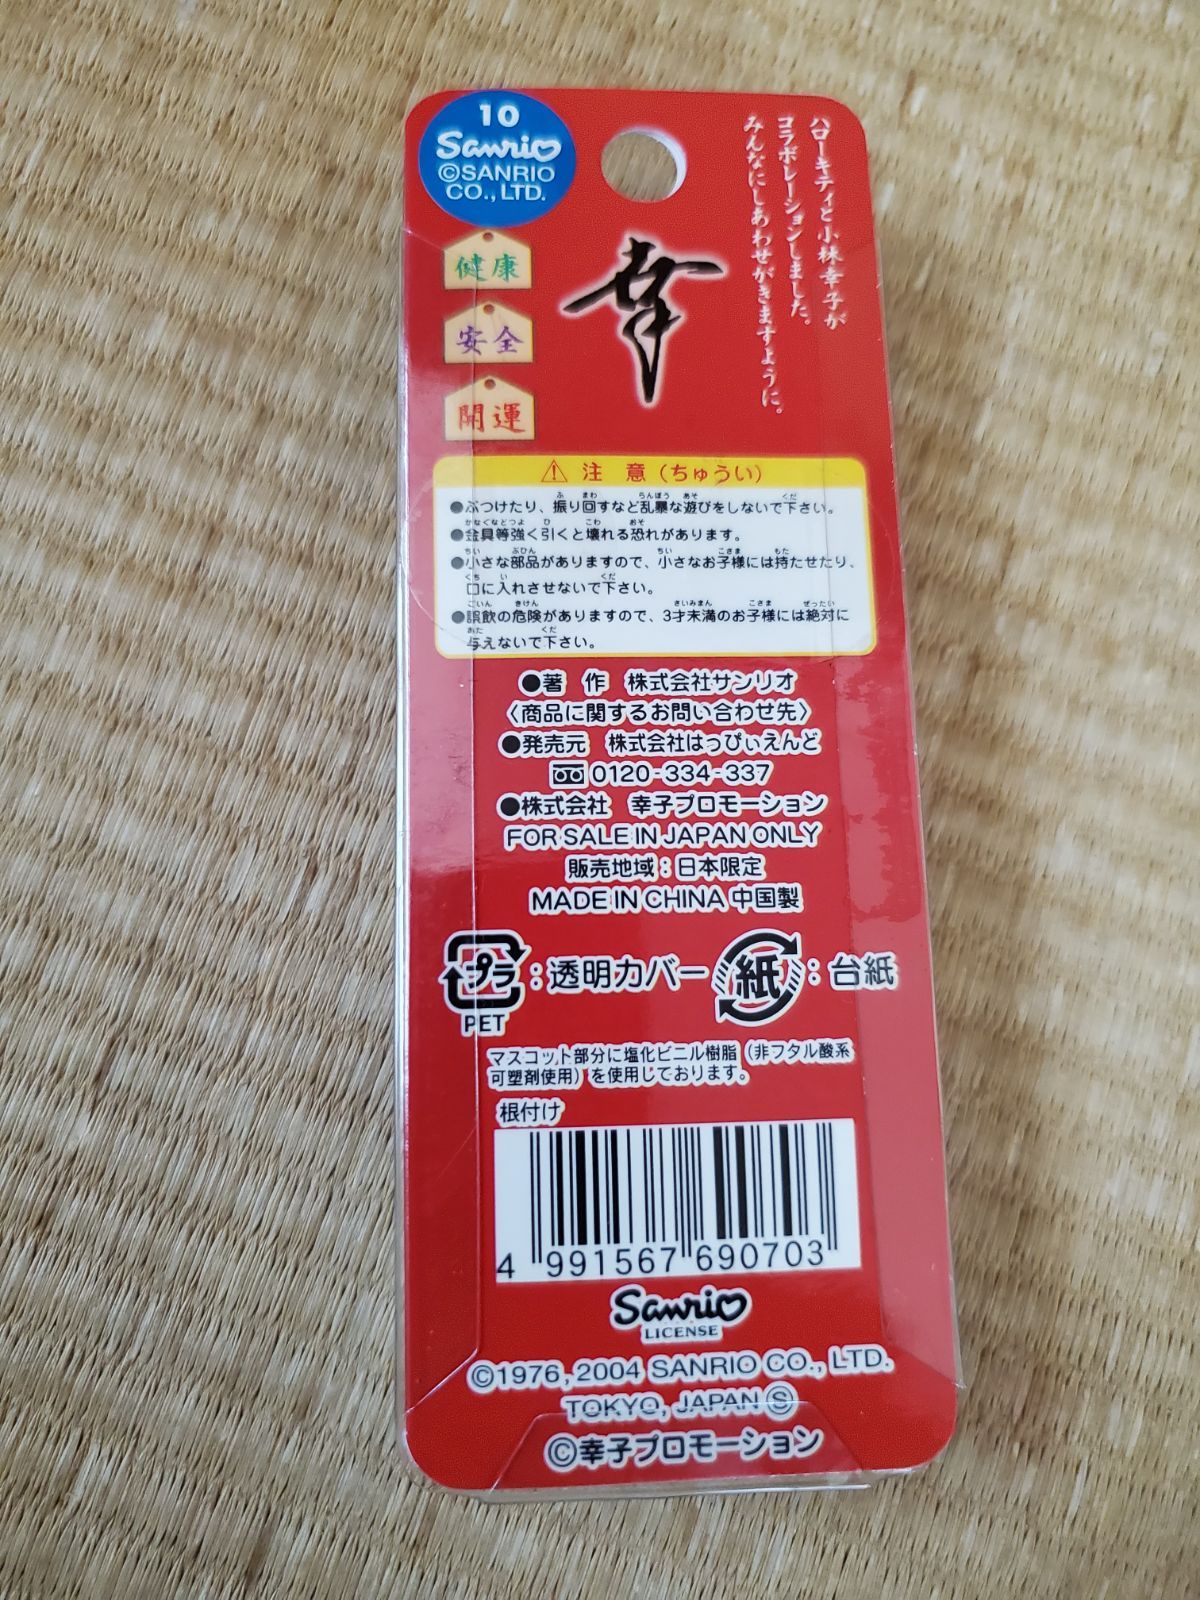 10
Sanrio
©SANRIO
CO., LTD.
健康
安全
開運
幸
ハローキティと小林幸子が
コラボレーションしました。
みんなにしあわせがきますように。
⚠ 注 意(ちゅうい)
●ぶつけたり、振り回すなど乱暴な遊びをしないで下さい。
●金具等強く引くと壊れる恐れがあります。
●小さな部品がありますので、小さなお子様には持たせたり、
口に入れさせないで下さい。
●誤飲の危険がありますので、3才未満のお子様には絶対に
与えないで下さい。
●著 作 株式会社サンリオ
〈商品に関するお問い合わせ先〉
●発売元 株式会社はっぴぃえんど
0120-334-337
●株式会社 幸子プロモーション
FOR SALE IN JAPAN ONLY
販売地域:日本限定
MADE IN CHINA 中国製
プラ:透明カバー 紙:台紙
PET
マスコット部分に塩化ビニル樹脂(非フタル酸系
可塑剤使用)を使用しております。
根付け
4 991567 690703
Sanrio
LICENSE
©1976, 2004 SANRIO CO., LTD.
TOKYO, JAPAN Ⓢ
©幸子プロモーション